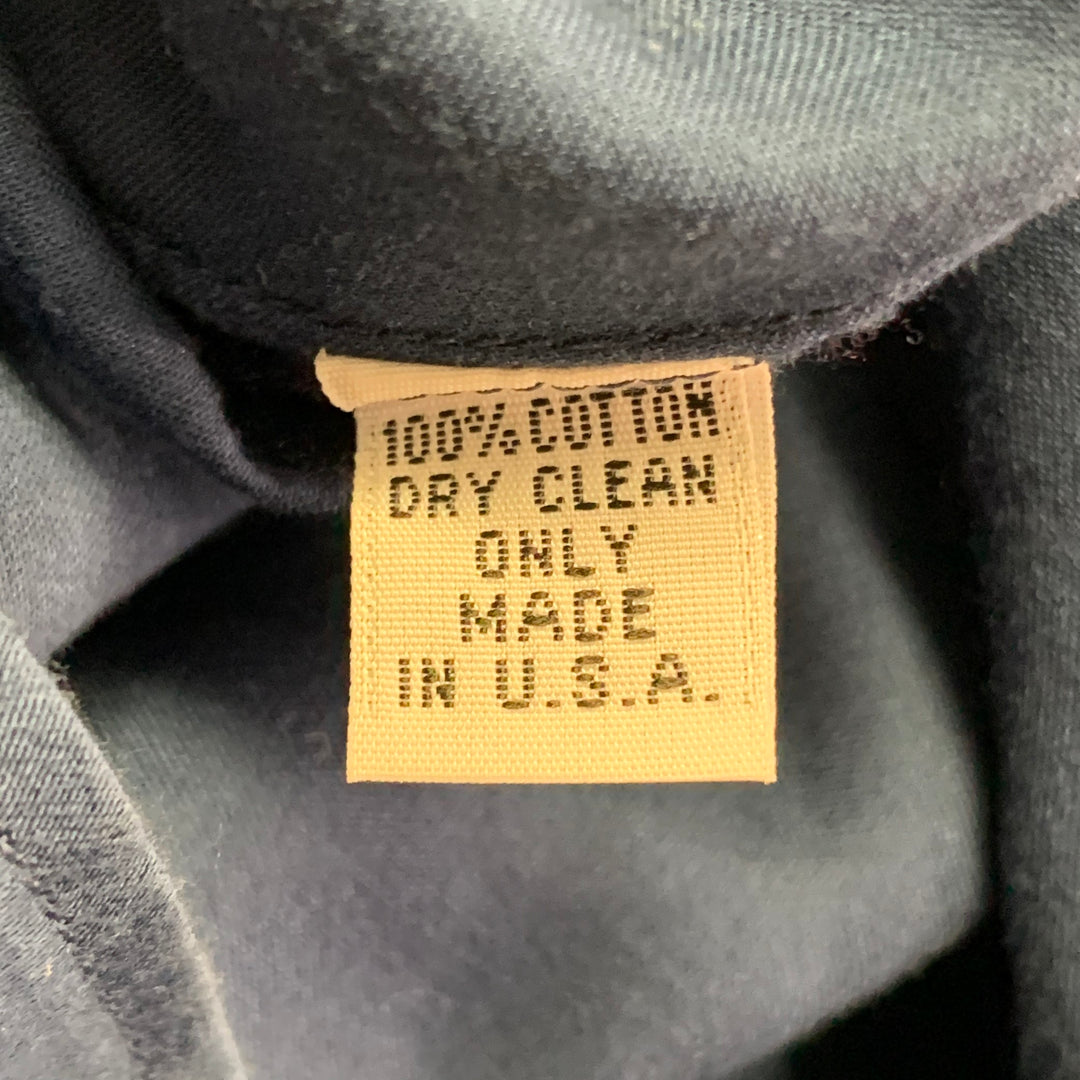 100% COTTON
DRY CLEAN
ONLY
MADE
IN U.S.A.